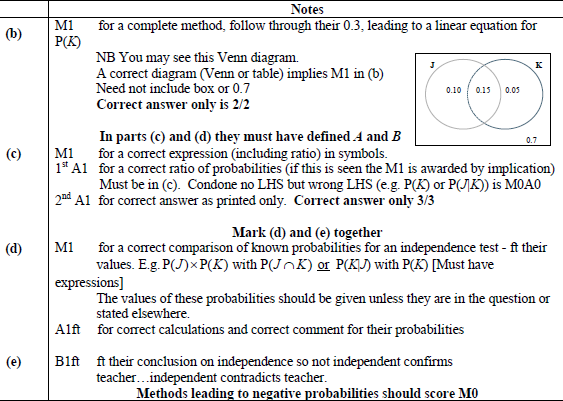 Notes
(b) M1 for a complete method, follow through their 0.3, leading to a linear equation for
P(K)
NB You may see this Venn diagram.
A correct diagram (Venn or table) implies M1 in (b)
Need not include box or 0.7
Correct answer only is 2/2
J K
0.10 0.15 0.05
0.7
In parts (c) and (d) they must have defined A and B
(c) M1 for a correct expression (including ratio) in symbols.
1st A1 for a correct ratio of probabilities (if this is seen the M1 is awarded by implication)
Must be in (c). Condone no LHS but wrong LHS (e.g. P(K) or P(J|K)) is M0A0
2nd A1 for correct answer as printed only. Correct answer only 3/3
Mark (d) and (e) together
(d) M1 for a correct comparison of known probabilities for an independence test - ft their
values. E.g. P(J)×P(K) with P(J∩K) or P(K|J) with P(K) [Must have
expressions]
The values of these probabilities should be given unless they are in the question or
stated elsewhere.
A1ft for correct calculations and correct comment for their probabilities
(e) B1ft ft their conclusion on independence so not independent confirms
teacher…independent contradicts teacher.
Methods leading to negative probabilities should score M0